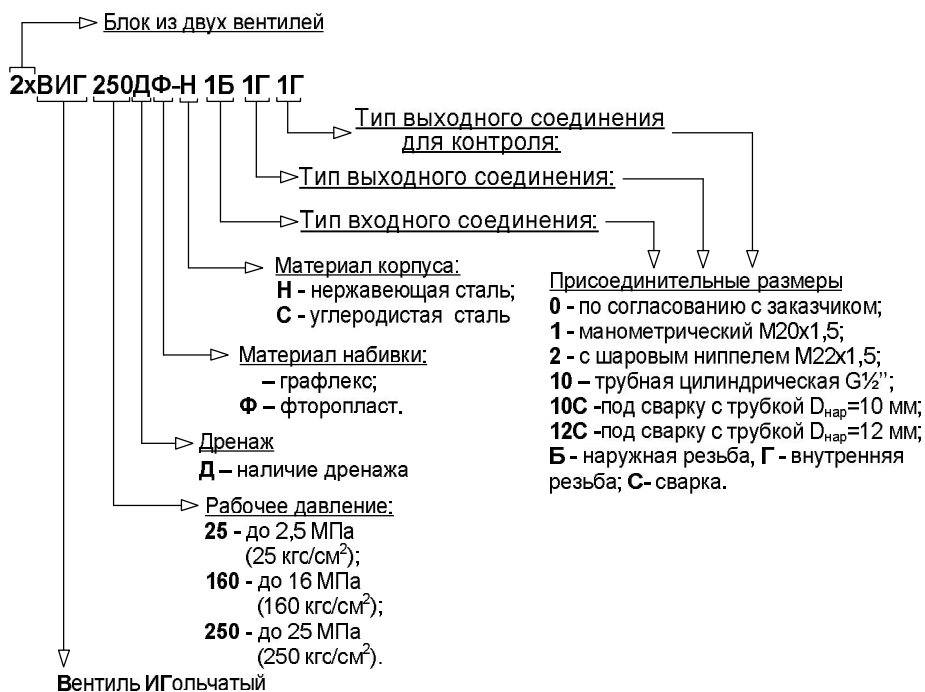 Блок из двух вентилей
2хВИГ 250ДФ-Н 1Б 1Г 1Г
Тип выходного соединения
для контроля:
Тип выходного соединения:
Тип входного соединения:
Материал корпуса:
Н - нержавеющая сталь;
С - углеродистая сталь
Материал набивки:
– графлекс;
Ф – фторопласт.
Дренаж
Д – наличие дренажа
Рабочее давление:
25 - до 2,5 МПа
(25 кгс/см²);
160 - до 16 МПа
(160 кгс/см²);
250 - до 25 МПа
(250 кгс/см²).
Вентиль ИГольчатый
Присоединительные размеры
0 - по согласованию с заказчиком;
1 - манометрический М20х1,5;
2 - с шаровым ниппелем М22х1,5;
10 – трубная цилиндрическая G½”;
10С -под сварку с трубкой Dнар=10 мм;
12С -под сварку с трубкой Dнар=12 мм;
Б - наружная резьба, Г - внутренняя
резьба; С- сварка.